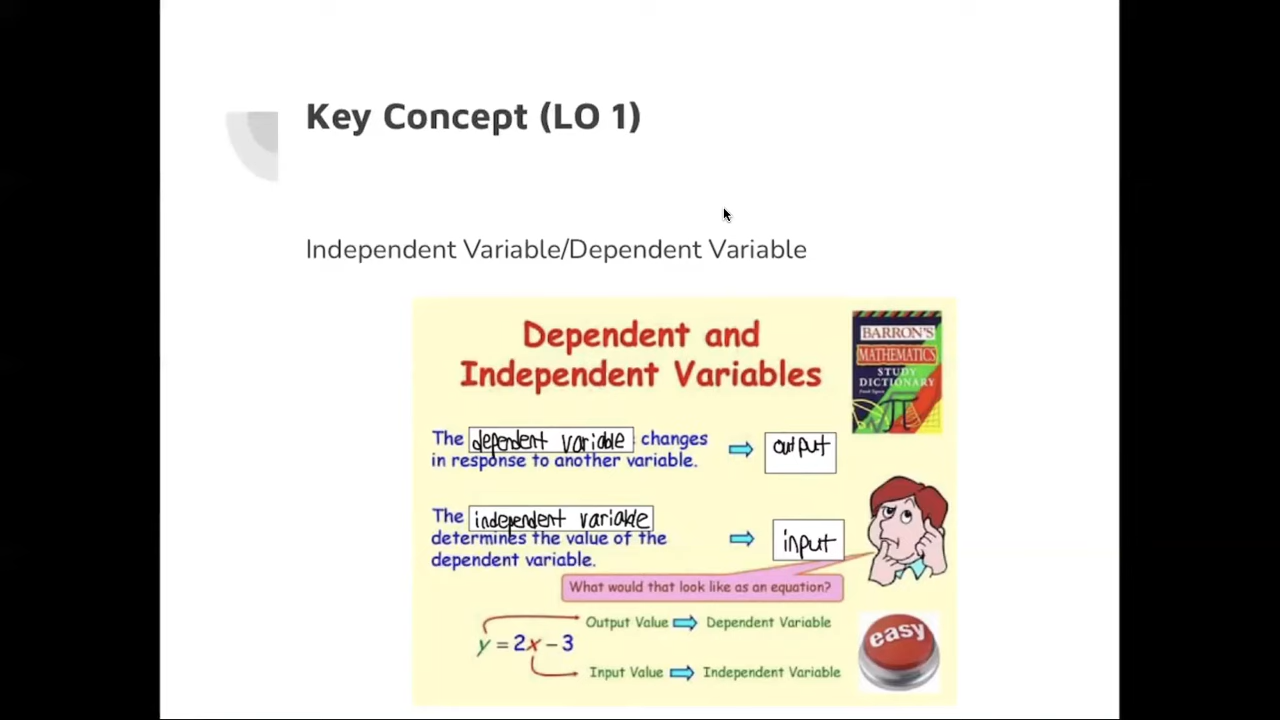 Key Concept (LO 1)
Independent Variable/Dependent Variable
Dependent and
Independent Variables
BARRON'S
MATHEMATICS
STUDY
DICTIONARY
The dependent variable changes
in response to another variable.
output
The independent variable
determines the value of the
dependent variable.
input
What would that look like as an equation?
Output Value Dependent Variable
y = 2x – 3
Input Value Independent Variable
easy